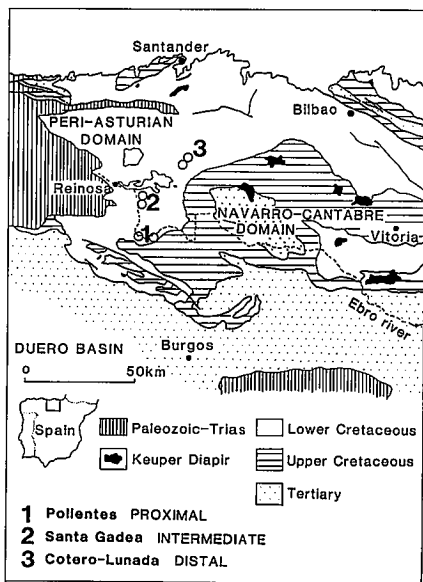 Santander
Bilbao
PERI-ASTURIAN
DOMAIN
3
Reinosa
2
NAVARRO-CANTABRE
DOMAIN
Vitoria
1
Ebro river
DUERO BASIN
Burgos
0 50km
Spain
Paleozoic-Trias
Lower Cretaceous
Keuper Diapir
Upper Cretaceous
Tertiary
1 Pollentes PROXIMAL
2 Santa Gadea INTERMEDIATE
3 Cotero-Lunada DISTAL